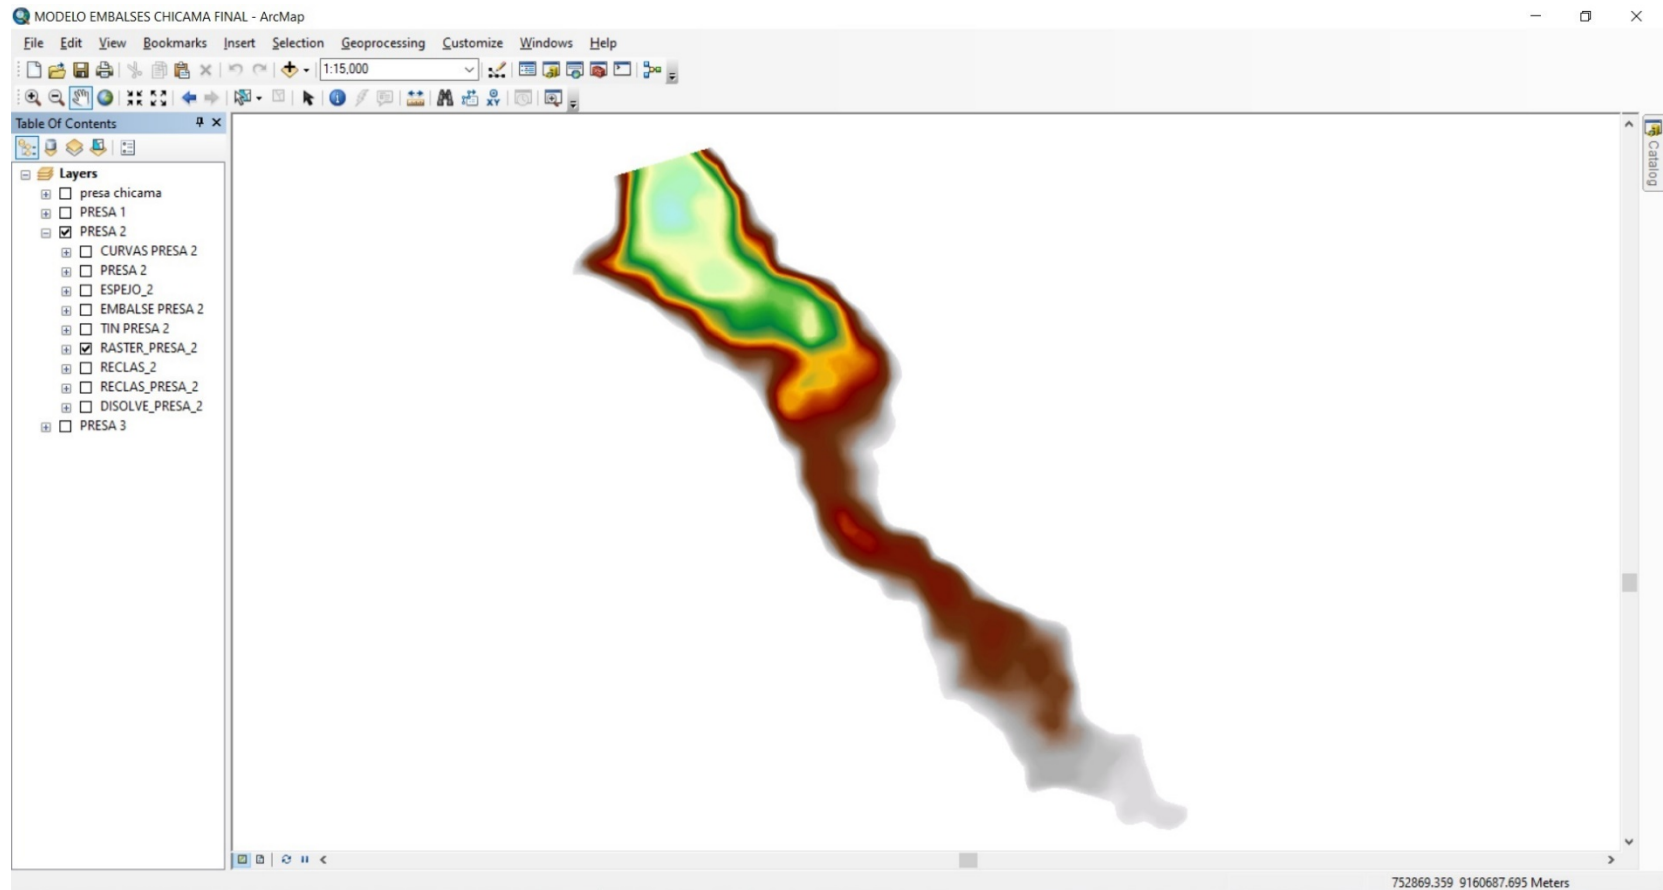 MODELO EMBALSES CHICAMA FINAL - ArcMap
File Edit View Bookmarks Insert Selection Geoprocessing Customize Windows Help
1:15,000
XY
Table Of Contents
Layers
presa chicama
PRESA 1
PRESA 2
CURVAS PRESA 2
PRESA 2
ESPEJO_2
EMBALSE PRESA 2
TIN PRESA 2
RASTER_PRESA_2
RECLAS_2
RECLAS_PRESA_2
DISOLVE_PRESA_2
PRESA 3
Catalog
752869.359 9160687.695 Meters